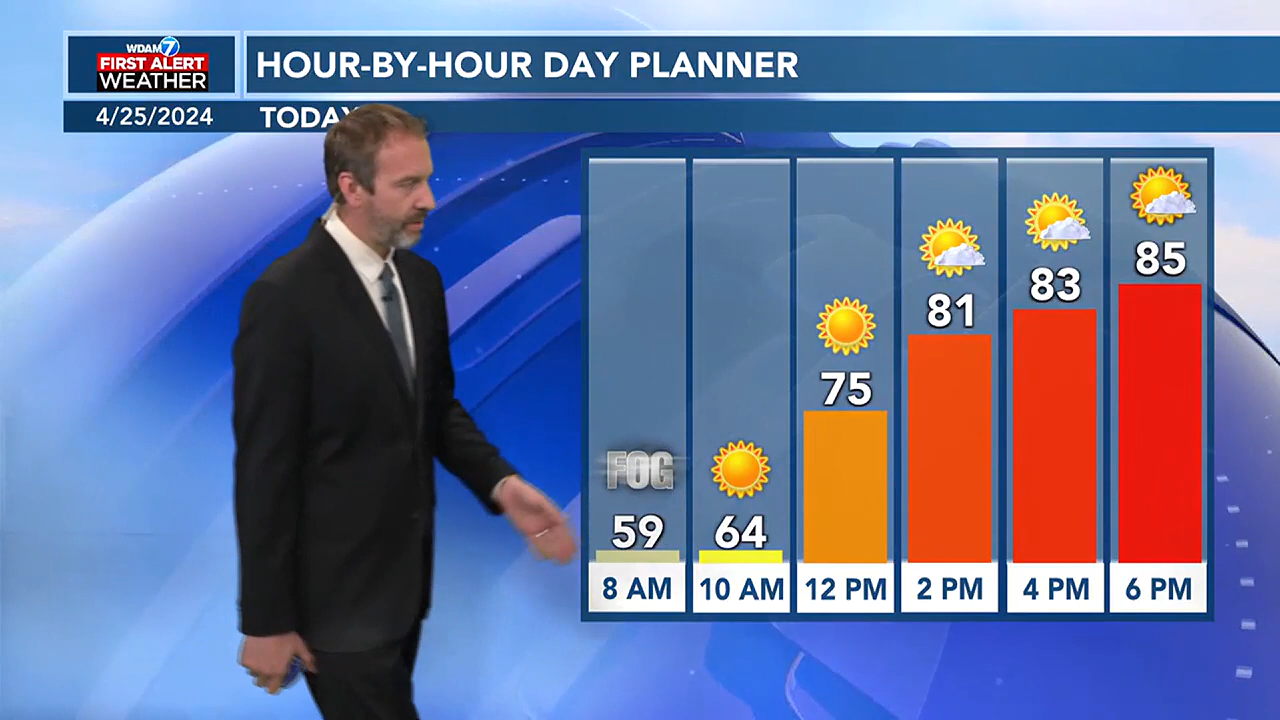 WDAM 7
FIRST ALERT
WEATHER
HOUR-BY-HOUR DAY PLANNER
4/25/2024
TODAY
FOG
59
64
75
81
83
85
8 AM
10 AM
12 PM
2 PM
4 PM
6 PM